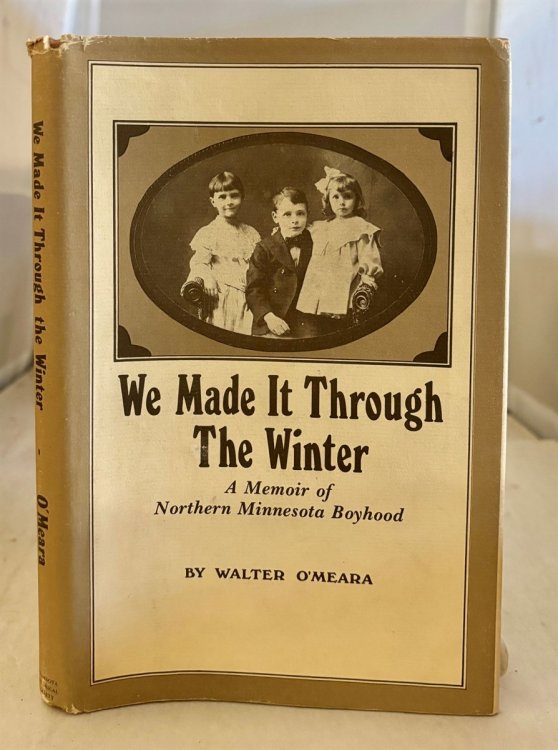 We Made It Through the Winter
O'Meara
We Made It Through
The Winter
A Memoir of
Northern Minnesota Boyhood
BY WALTER O'MEARA